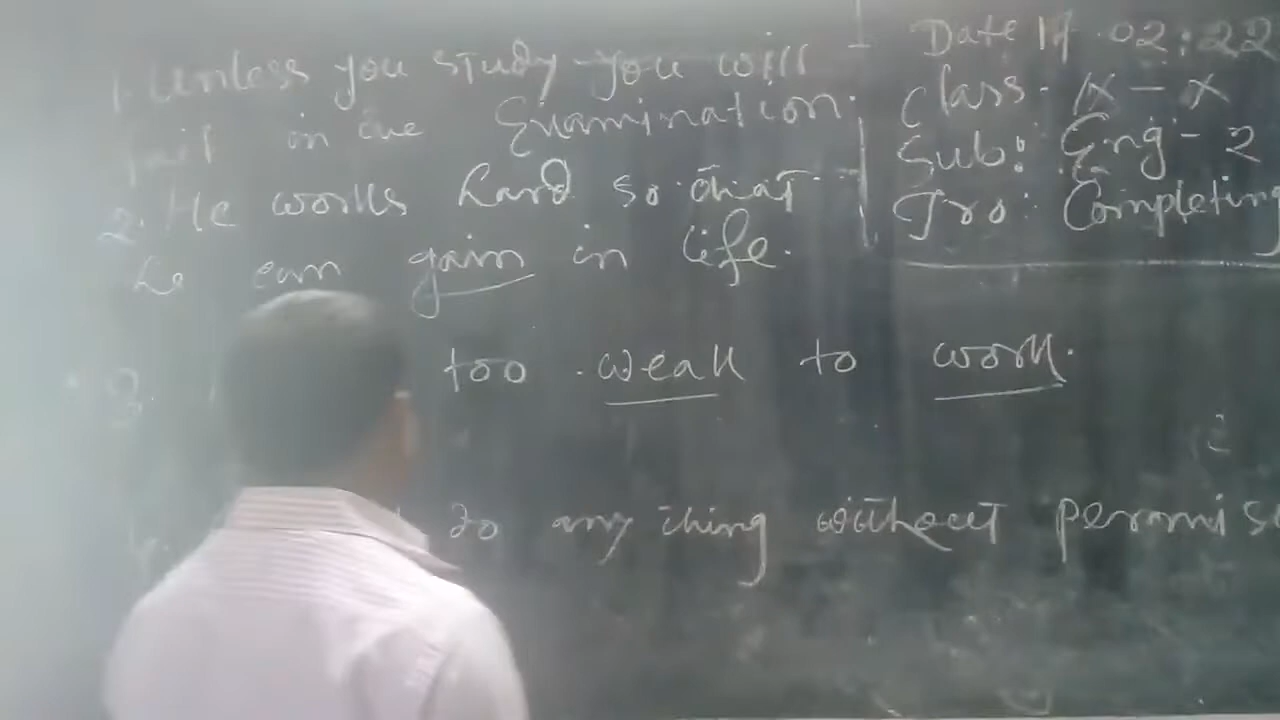 1. Unless you study you will
fail in the Examination.
2. He works hard so that
he can gain in life.
3 too weak to work.
do any thing without permis
Date 17.02:22
Class - IX - X
Sub: Eng - 2
Completing